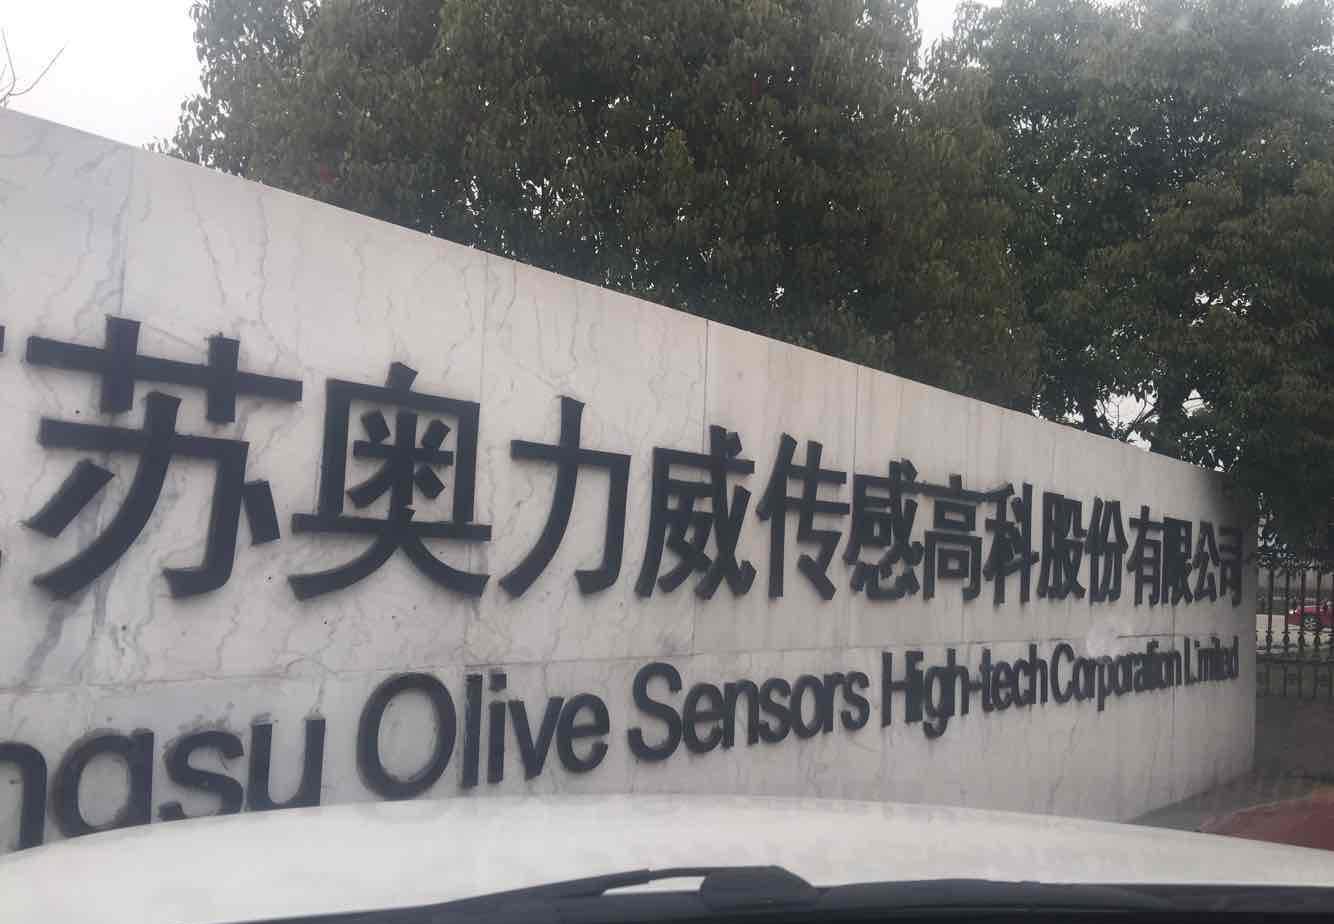 苏奥力威传感高科股份有限公司
ngsu Olive Sensors High-tech Corporation Limited